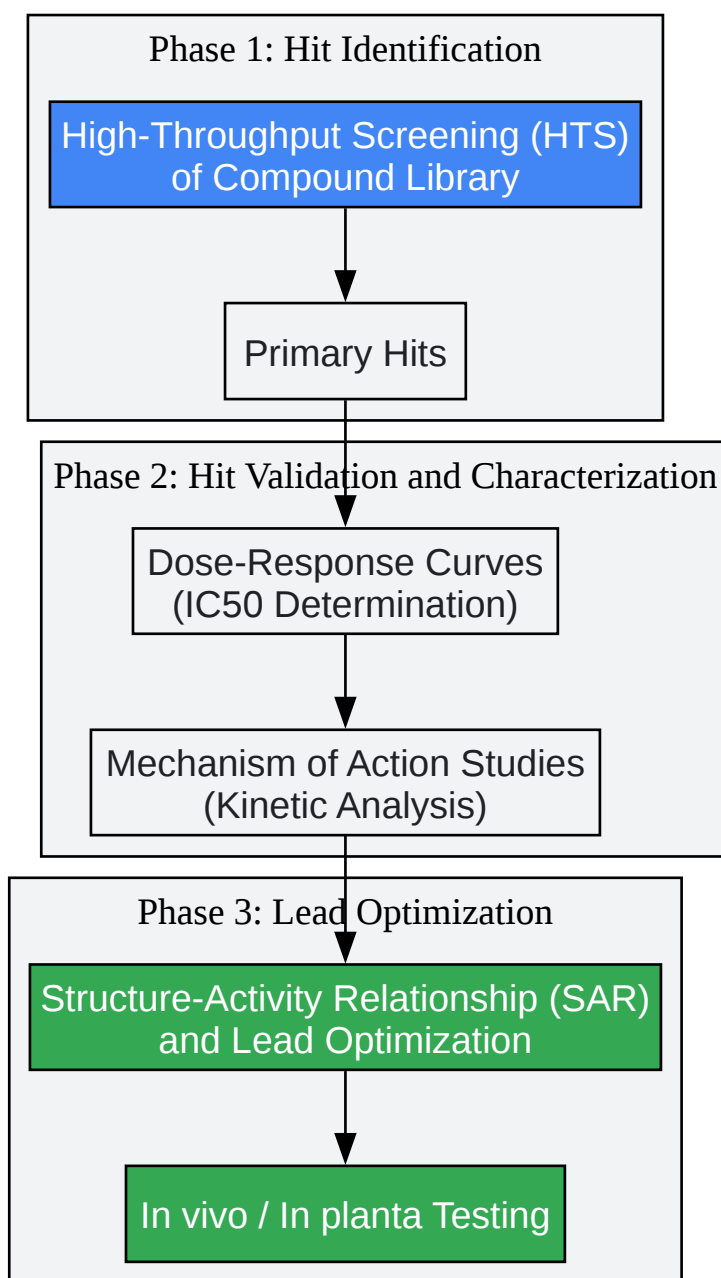 Phase 1: Hit Identification
High-Throughput Screening (HTS)
of Compound Library
Primary Hits
Phase 2: Hit Validation and Characterization
Dose-Response Curves
(IC50 Determination)
Mechanism of Action Studies
(Kinetic Analysis)
Phase 3: Lead Optimization
Structure-Activity Relationship (SAR)
and Lead Optimization
In vivo / In planta Testing